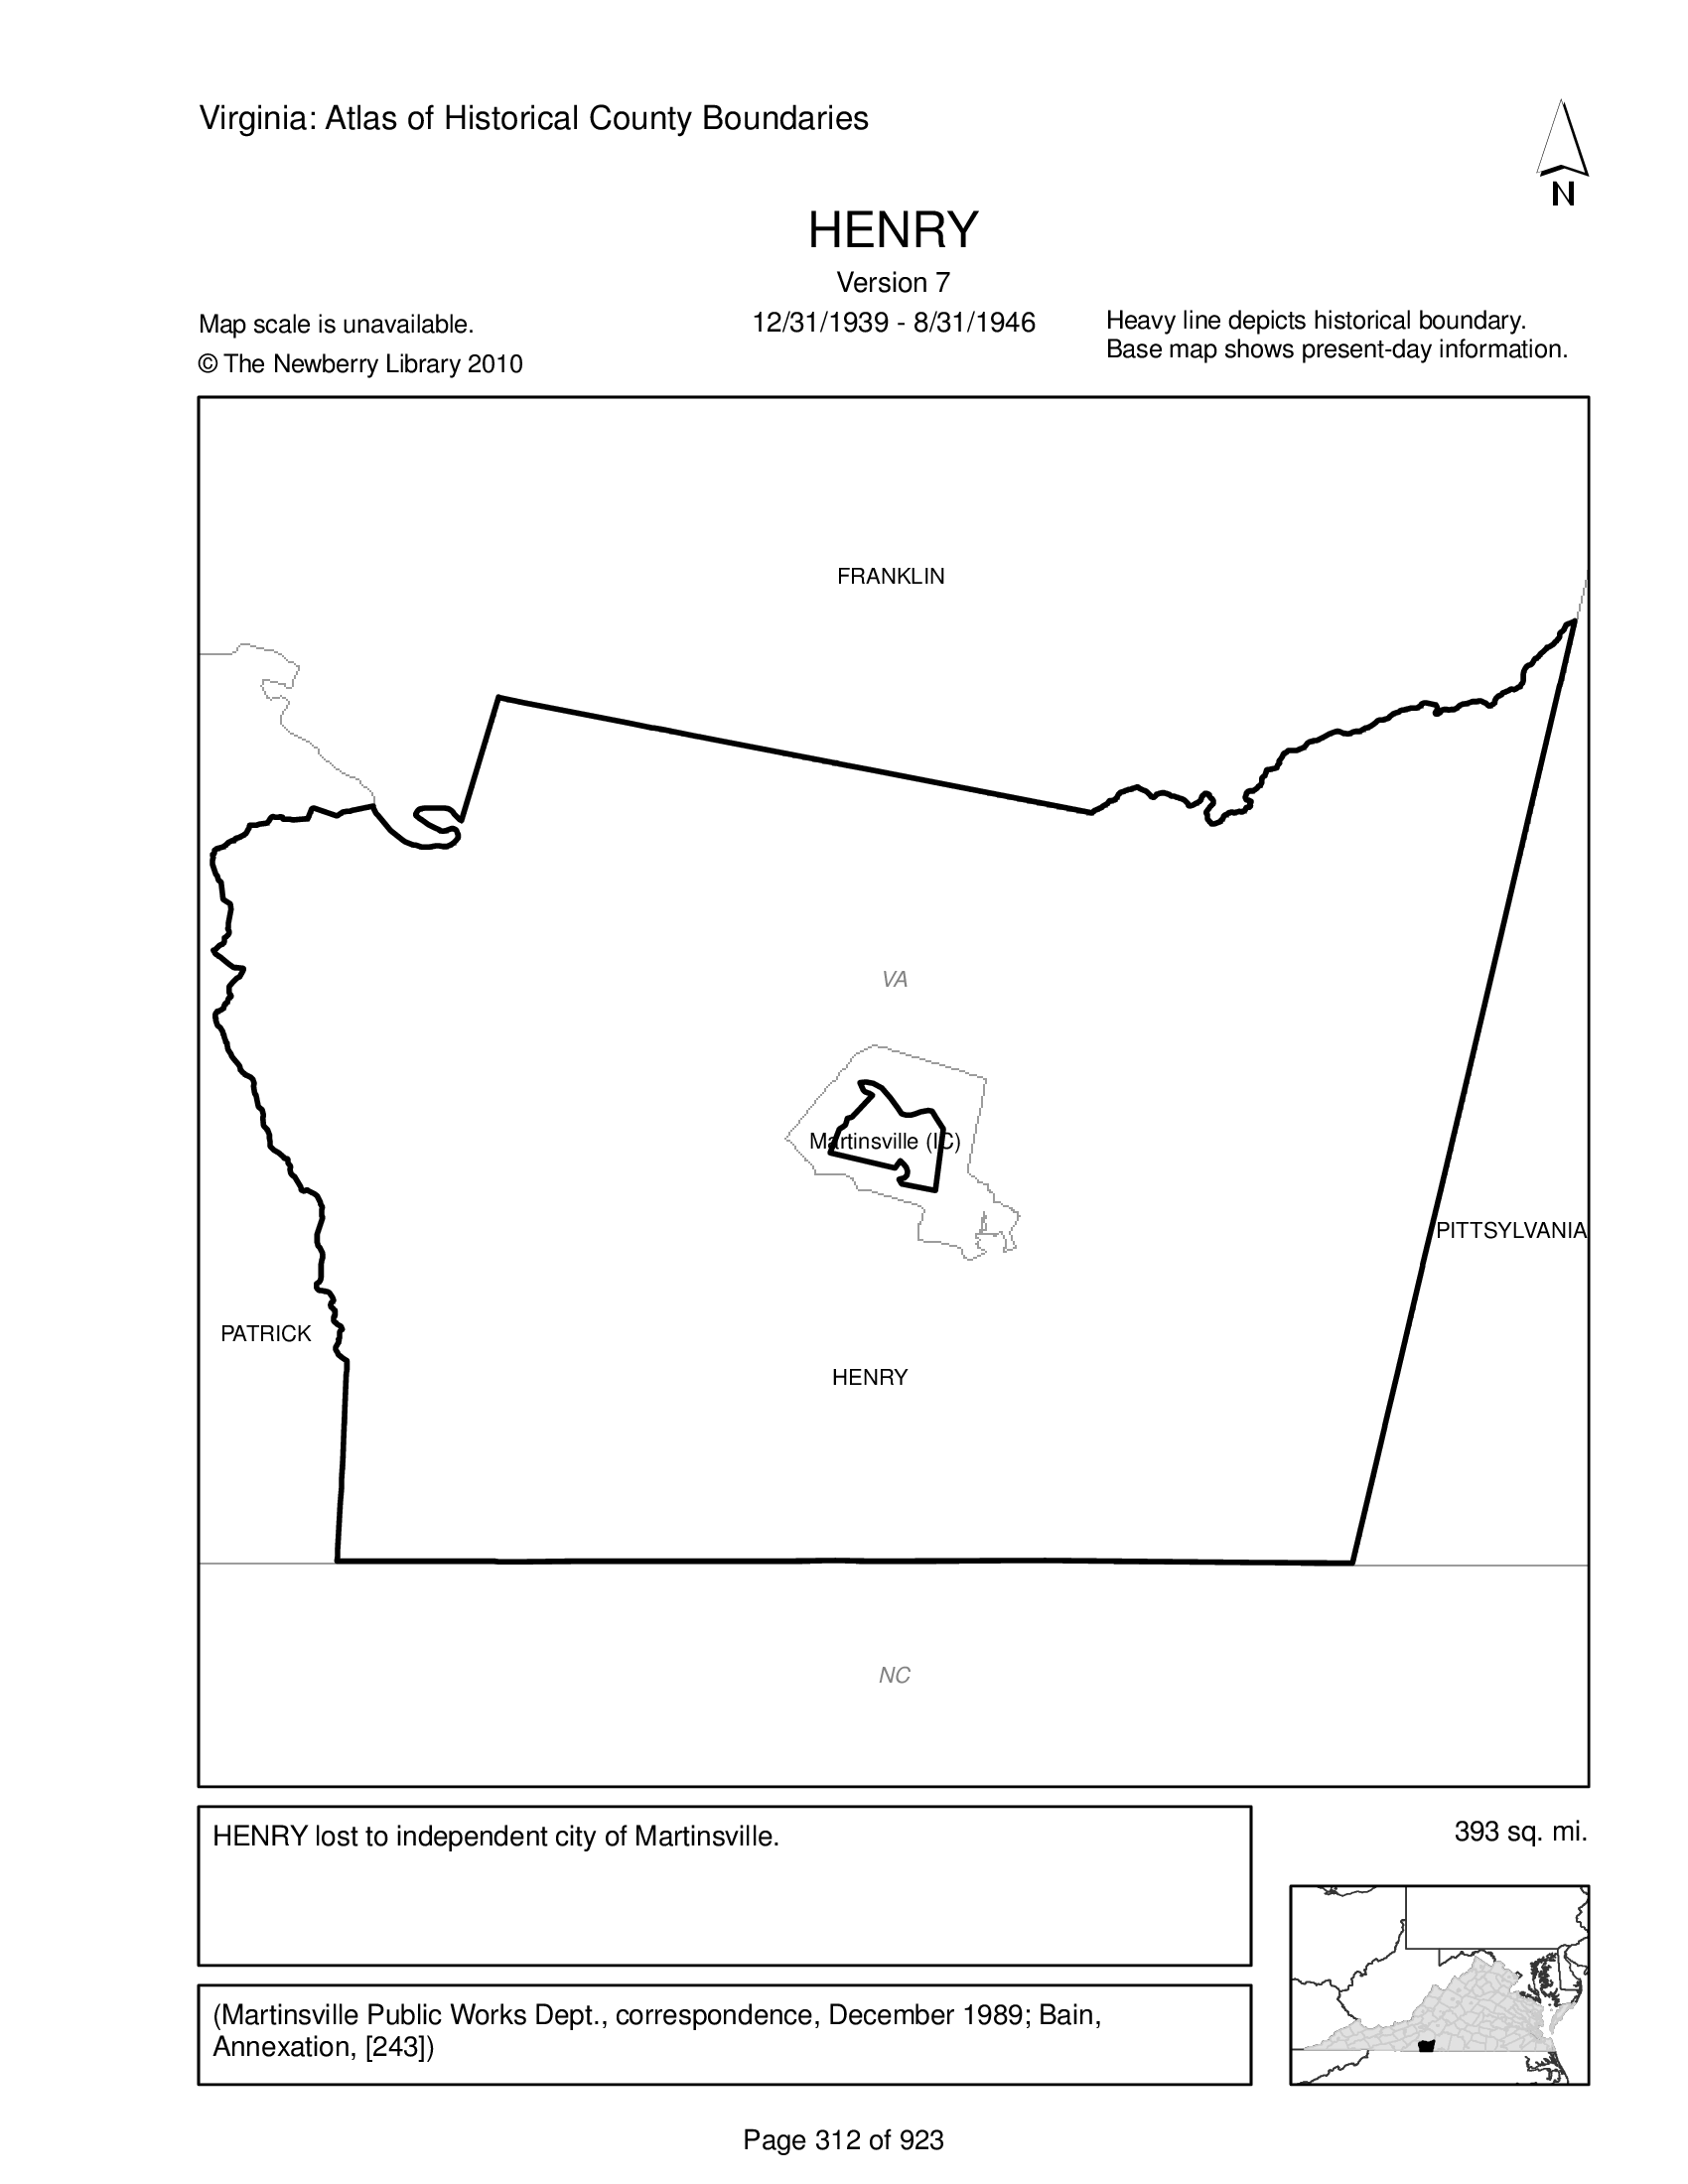 Virginia: Atlas of Historical County Boundaries
N
HENRY
Version 7
12/31/1939 - 8/31/1946
Map scale is unavailable.
© The Newberry Library 2010
Heavy line depicts historical boundary.
Base map shows present-day information.
FRANKLIN
VA
Martinsville (IC)
PITTSYLVANIA
PATRICK
HENRY
NC
HENRY lost to independent city of Martinsville.
393 sq. mi.
(Martinsville Public Works Dept., correspondence, December 1989; Bain,
Annexation, [243])
Page 312 of 923